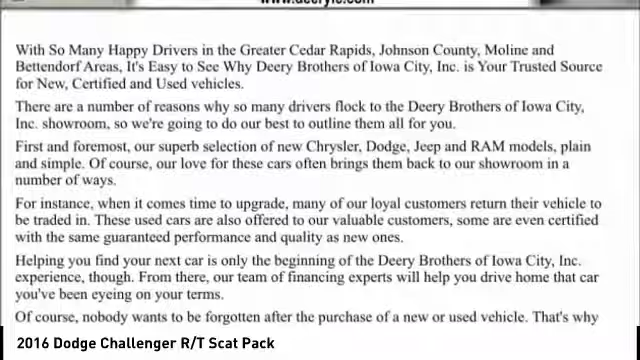 With So Many Happy Drivers in the Greater Cedar Rapids, Johnson County, Moline and
Bettendorf Areas, It's Easy to See Why Deery Brothers of Iowa City, Inc. is Your Trusted Source
for New, Certified and Used vehicles.
There are a number of reasons why so many drivers flock to the Deery Brothers of Iowa City,
Inc. showroom, so we're going to do our best to outline them all for you.
First and foremost, our superb selection of new Chrysler, Dodge, Jeep and RAM models, plain
and simple. Of course, our love for these cars often brings them back to our showroom in a
number of ways.
For instance, when it comes time to upgrade, many of our loyal customers return their vehicle to
be traded in. These used cars are also offered to our valuable customers, some are even certified
with the same guaranteed performance and quality as new ones.
Helping you find your next car is only the beginning of the Deery Brothers of Iowa City, Inc.
experience, though. From there, our team of financing experts will help you drive home that car
you've been eyeing on your terms.
Of course, nobody wants to be forgotten after the purchase of a new or used vehicle. That's why
2016 Dodge Challenger R/T Scat Pack